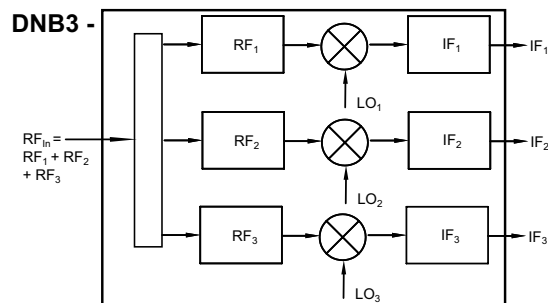 DNB3 -
RF₁
IF₁
IF₁
LO₁
RFIn =
RF₁ + RF₂
+ RF₃
RF₂
IF₂
IF₂
LO₂
RF₃
IF₃
IF₃
LO₃